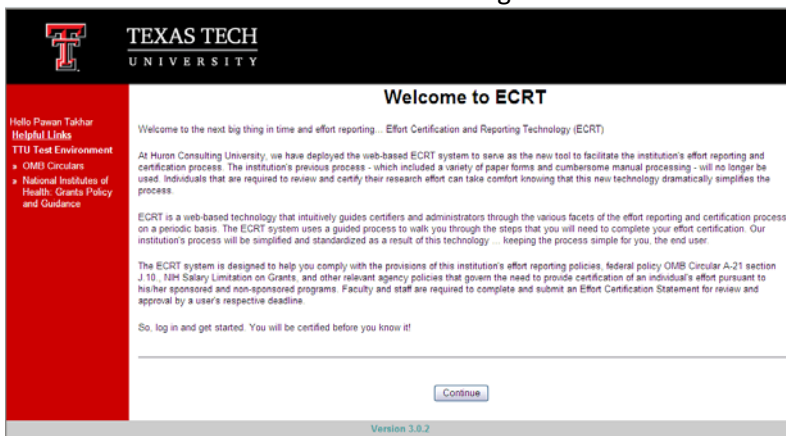 TEXAS TECH
UNIVERSITY
Welcome to ECRT
Hello Pawan Takhar
Helpful Links
TTU Test Environment
» OMB Circulars
» National Institutes of
Health: Grants Policy
and Guidance
Welcome to the next big thing in time and effort reporting... Effort Certification and Reporting Technology (ECRT)
At Huron Consulting University, we have deployed the web-based ECRT system to serve as the new tool to facilitate the institution's effort reporting and
certification process. The institution's previous process - which included a variety of paper forms and cumbersome manual processing - will no longer be
used. Individuals that are required to review and certify their research effort can take comfort knowing that this new technology dramatically simplifies the
process.
ECRT is a web-based technology that intuitively guides certifiers and administrators through the various facets of the effort reporting and certification process
on a periodic basis. The ECRT system uses a guided process to walk you through the steps that you will need to complete your effort certification. Our
institution's process will be simplified and standardized as a result of this technology ... keeping the process simple for you, the end user.
The ECRT system is designed to help you comply with the provisions of this institution's effort reporting policies, federal policy OMB Circular A-21 section
J.10., NIH Salary Limitation on Grants, and other relevant agency policies that govern the need to provide certification of an individual's effort pursuant to
his/her sponsored and non-sponsored programs. Faculty and staff are required to complete and submit an Effort Certification Statement for review and
approval by a user's respective deadline.
So, log in and get started. You will be certified before you know it!
Continue
Version 3.0.2